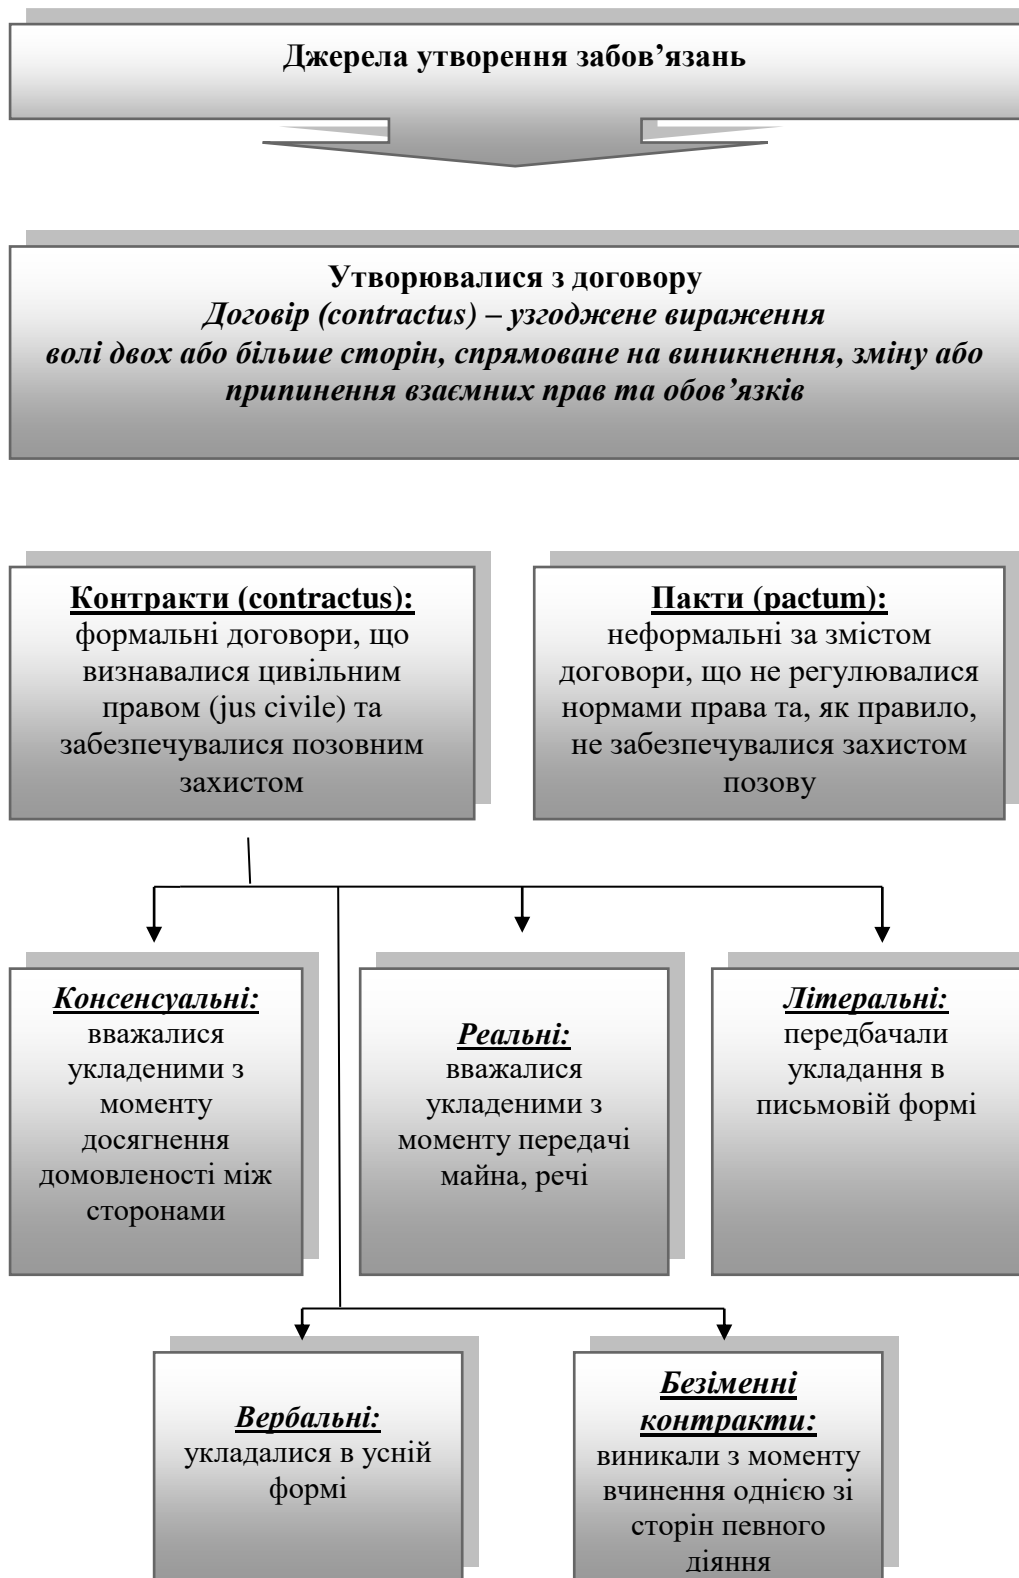 Джерела утворення забов’язань
Утворювалися з договору
Договір (contractus) – узгоджене вираження
волі двох або більше сторін, спрямоване на виникнення, зміну або
припинення взаємних прав та обов’язків
Контракти (contractus):
формальні договори, що
визнавалися цивільним
правом (jus civile) та
забезпечувалися позовним
захистом
Пакти (pactum):
неформальні за змістом
договори, що не регулювалися
нормами права та, як правило,
не забезпечувалися захистом
позову
Консенсуальні:
вважалися
укладеними з
моменту
досягнення
домовленості між
сторонами
Реальні:
вважалися
укладеними з
моменту передачі
майна, речі
Літеральні:
передбачали
укладання в
письмовій формі
Вербальні:
укладалися в усній
формі
Безіменні
контракти:
виникали з моменту
вчинення однією зі
сторін певного
діяння